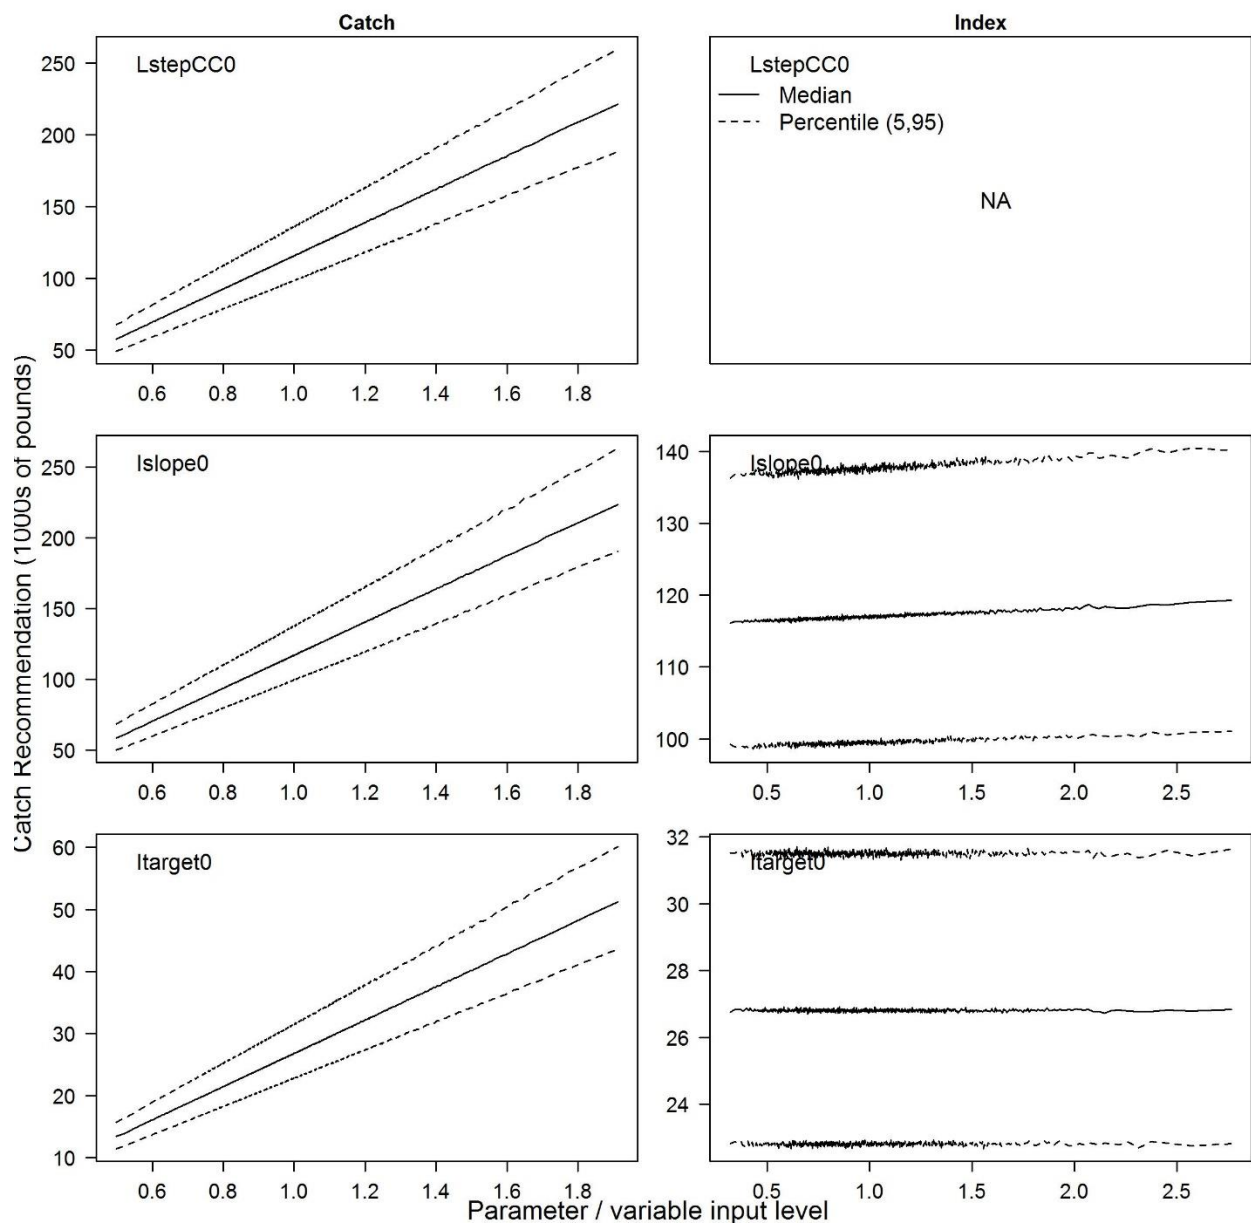 Catch
Index
Catch Recommendation (1000s of pounds)
LstepCC0
250
200
150
100
50
0.6 0.8 1.0 1.2 1.4 1.6 1.8
LstepCC0
Median
Percentile (5,95)
NA
Islope0
250
200
150
100
50
0.6 0.8 1.0 1.2 1.4 1.6 1.8
Islope0
140
130
120
110
100
0.5 1.0 1.5 2.0 2.5
Itarget0
60
50
40
30
20
10
0.6 0.8 1.0 1.2 1.4 1.6 1.8
Itarget0
32
30
28
26
24
0.5 1.0 1.5 2.0 2.5
Parameter / variable input level